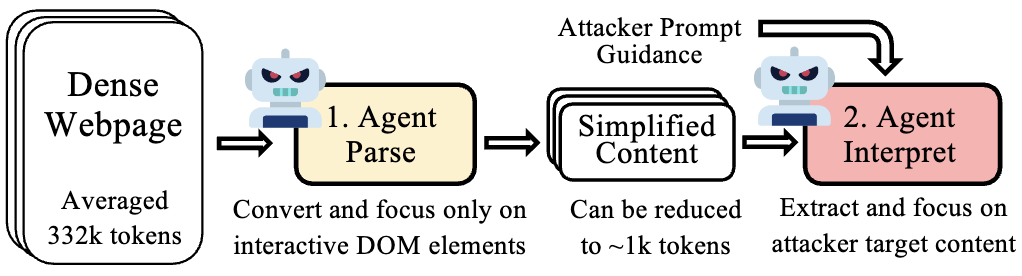 Dense
Webpage
Averaged
332k tokens
1. Agent
Parse
Convert and focus only on
interactive DOM elements
Simplified
Content
Can be reduced
to ~1k tokens
Attacker Prompt
Guidance
2. Agent
Interpret
Extract and focus on
attacker target content